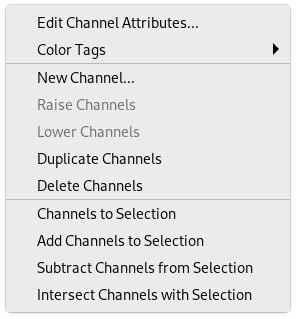 Edit Channel Attributes...
Color Tags
New Channel...
Raise Channels
Lower Channels
Duplicate Channels
Delete Channels
Channels to Selection
Add Channels to Selection
Subtract Channels from Selection
Intersect Channels with Selection